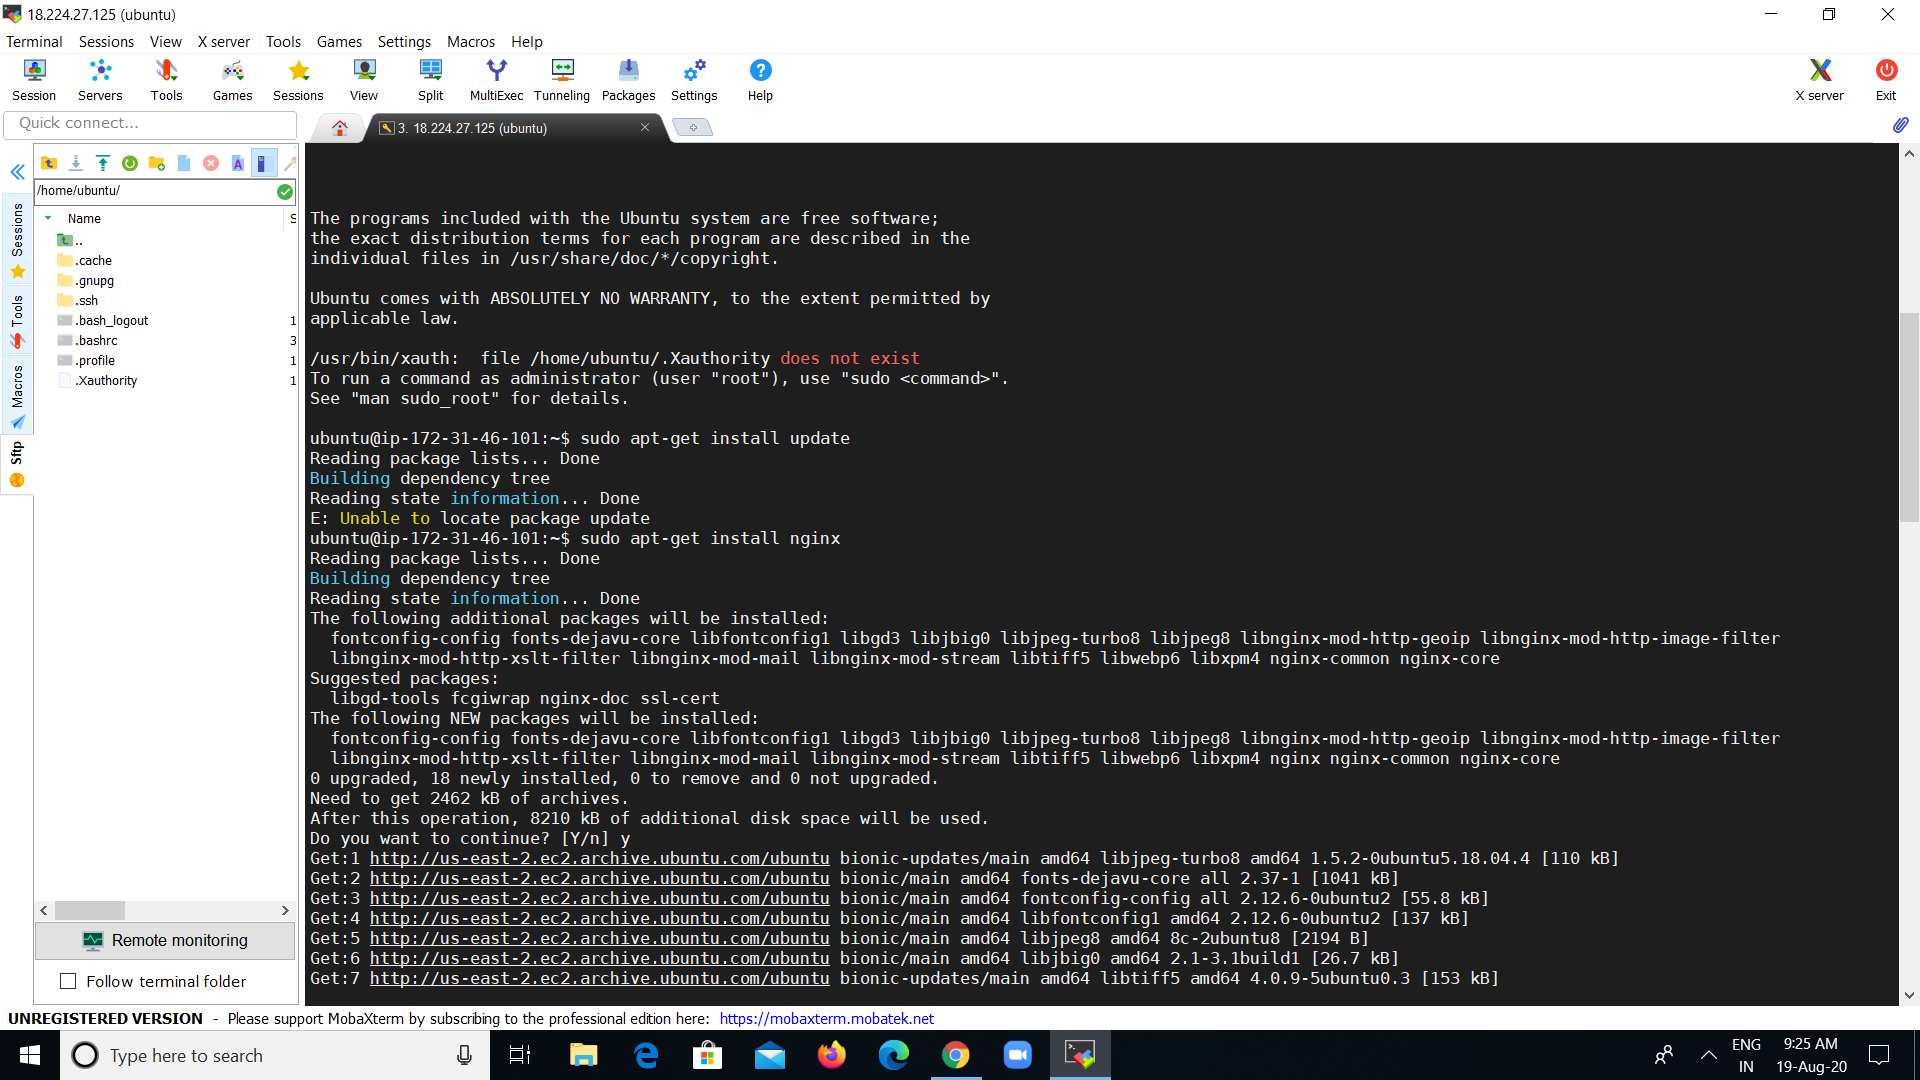 18.224.27.125 (ubuntu)
Terminal Sessions View X server Tools Games Settings Macros Help
Session Servers Tools Games Sessions View Split MultiExec Tunneling Packages Settings Help X server Exit
Quick connect...
3. 18.224.27.125 (ubuntu)
/home/ubuntu/
Name S
..
.cache
.gnupg
.ssh
.bash_logout 1
.bashrc 3
.profile 1
.Xauthority 1
Sessions
Tools
Macros
Sftp
Remote monitoring
Follow terminal folder
The programs included with the Ubuntu system are free software;
the exact distribution terms for each program are described in the
individual files in /usr/share/doc/*/copyright.
Ubuntu comes with ABSOLUTELY NO WARRANTY, to the extent permitted by
applicable law.
/usr/bin/xauth:  file /home/ubuntu/.Xauthority does not exist
To run a command as administrator (user "root"), use "sudo <command>".
See "man sudo_root" for details.
ubuntu@ip-172-31-46-101:~$ sudo apt-get install update
Reading package lists... Done
Building dependency tree
Reading state information... Done
E: Unable to locate package update
ubuntu@ip-172-31-46-101:~$ sudo apt-get install nginx
Reading package lists... Done
Building dependency tree
Reading state information... Done
The following additional packages will be installed:
  fontconfig-config fonts-dejavu-core libfontconfig1 libgd3 libjbig0 libjpeg-turbo8 libjpeg8 libnginx-mod-http-geoip libnginx-mod-http-image-filter
  libnginx-mod-http-xslt-filter libnginx-mod-mail libnginx-mod-stream libtiff5 libwebp6 libxpm4 nginx-common nginx-core
Suggested packages:
  libgd-tools fcgiwrap nginx-doc ssl-cert
The following NEW packages will be installed:
  fontconfig-config fonts-dejavu-core libfontconfig1 libgd3 libjbig0 libjpeg-turbo8 libjpeg8 libnginx-mod-http-geoip libnginx-mod-http-image-filter
  libnginx-mod-http-xslt-filter libnginx-mod-mail libnginx-mod-stream libtiff5 libwebp6 libxpm4 nginx nginx-common nginx-core
0 upgraded, 18 newly installed, 0 to remove and 0 not upgraded.
Need to get 2462 kB of archives.
After this operation, 8210 kB of additional disk space will be used.
Do you want to continue? [Y/n] y
Get:1 http://us-east-2.ec2.archive.ubuntu.com/ubuntu bionic-updates/main amd64 libjpeg-turbo8 amd64 1.5.2-0ubuntu5.18.04.4 [110 kB]
Get:2 http://us-east-2.ec2.archive.ubuntu.com/ubuntu bionic/main amd64 fonts-dejavu-core all 2.37-1 [1041 kB]
Get:3 http://us-east-2.ec2.archive.ubuntu.com/ubuntu bionic/main amd64 fontconfig-config all 2.12.6-0ubuntu2 [55.8 kB]
Get:4 http://us-east-2.ec2.archive.ubuntu.com/ubuntu bionic/main amd64 libfontconfig1 amd64 2.12.6-0ubuntu2 [137 kB]
Get:5 http://us-east-2.ec2.archive.ubuntu.com/ubuntu bionic/main amd64 libjpeg8 amd64 8c-2ubuntu8 [2194 B]
Get:6 http://us-east-2.ec2.archive.ubuntu.com/ubuntu bionic/main amd64 libjbig0 amd64 2.1-3.1build1 [26.7 kB]
Get:7 http://us-east-2.ec2.archive.ubuntu.com/ubuntu bionic-updates/main amd64 libtiff5 amd64 4.0.9-5ubuntu0.3 [153 kB]
UNREGISTERED VERSION - Please support MobaXterm by subscribing to the professional edition here: https://mobaxterm.mobatek.net
Type here to search
ENG
IN
9:25 AM
19-Aug-20